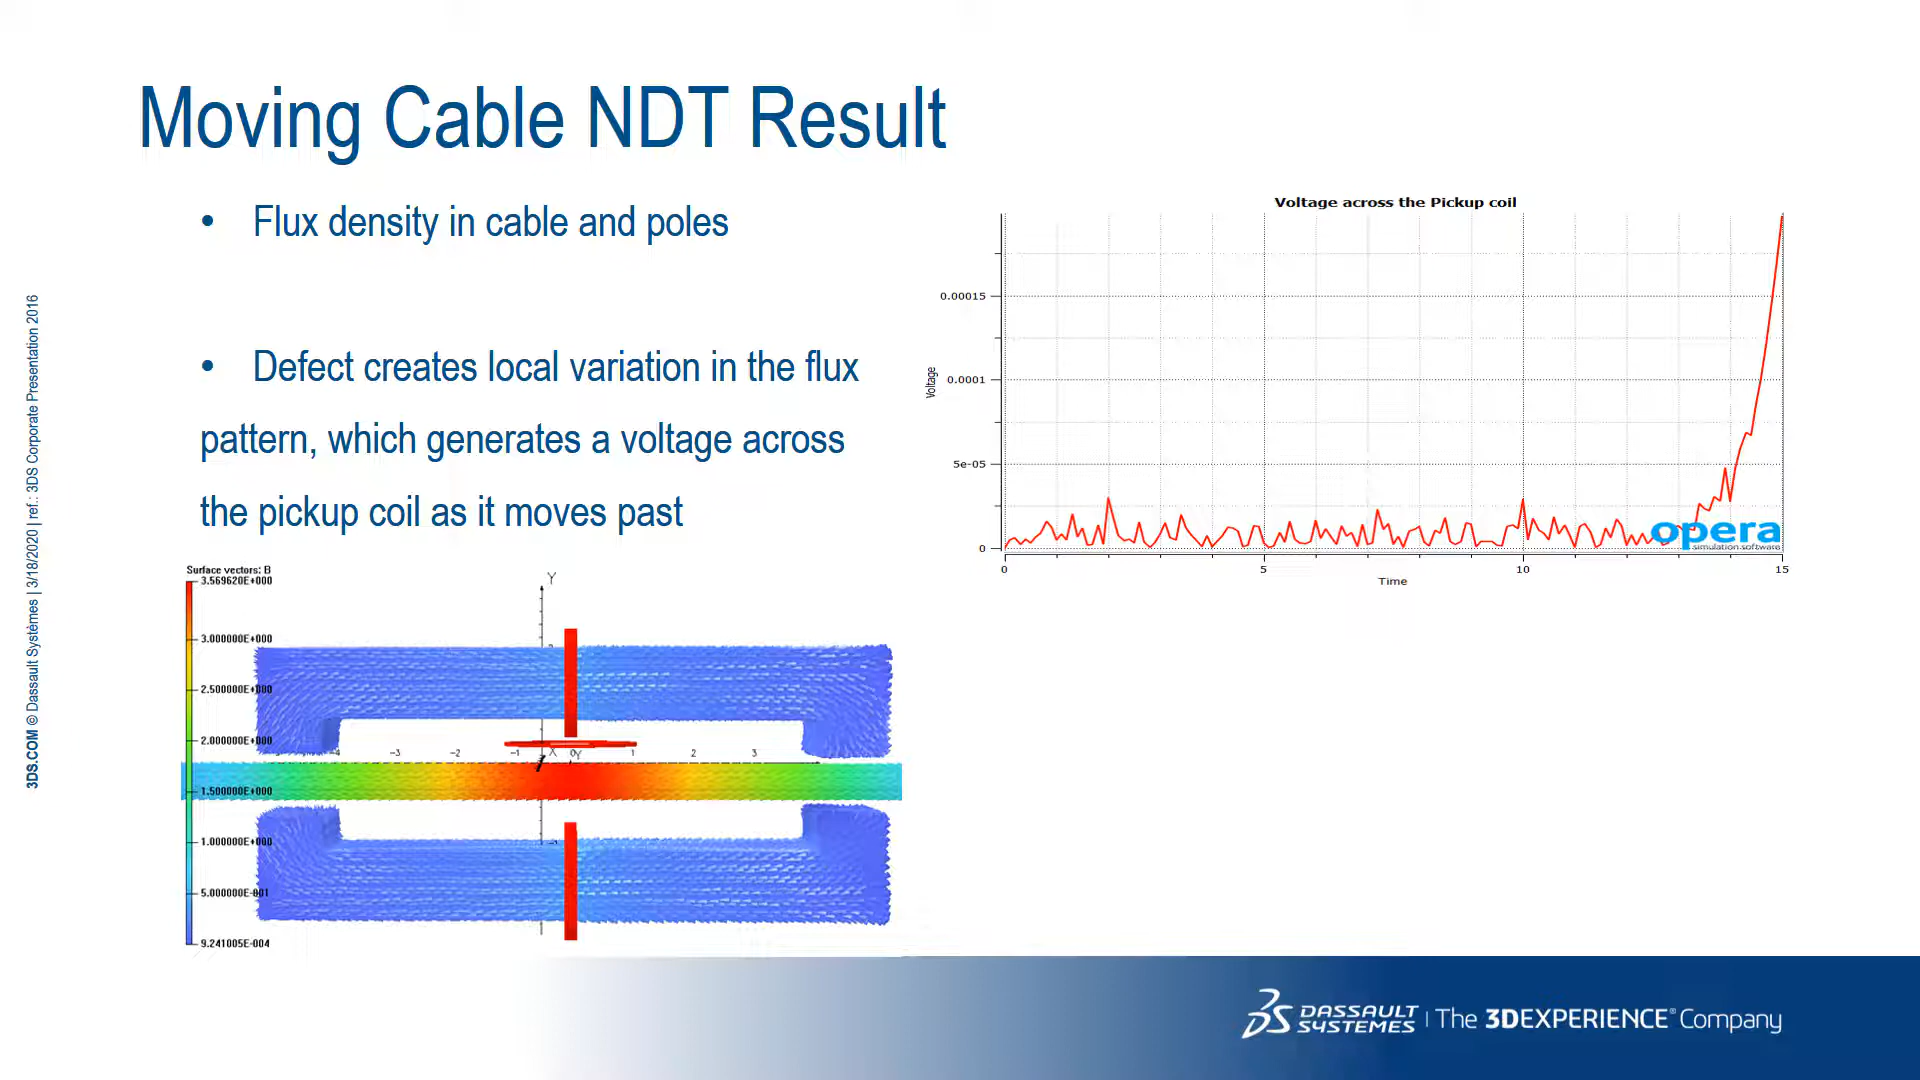 Moving Cable NDT Result
• Flux density in cable and poles
• Defect creates local variation in the flux
pattern, which generates a voltage across
the pickup coil as it moves past
3DS.COM © Dassault Systèmes | 3/18/2020 | ref.: 3DS Corporate Presentation 2016
Voltage across the Pickup coil
0.00015
0.0001
5e-05
0
Voltage
0 5 10 15
Time
opera
simulation software
Surface vectors: B
3.569620E+000
3.000000E+000
2.500000E+000
2.000000E+000
1.500000E+000
1.000000E+000
5.000000E-001
9.241005E-004
Y
-4 -3 -2 -1 X 0 Y 1 2 3
DASSAULT
SYSTEMES | The 3DEXPERIENCE® Company